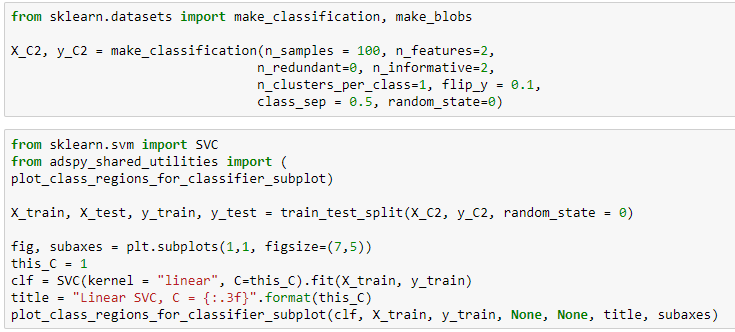 from sklearn.datasets import make_classification, make_blobs

X_C2, y_C2 = make_classification(n_samples = 100, n_features=2,
                                n_redundant=0, n_informative=2,
                                n_clusters_per_class=1, flip_y = 0.1,
                                class_sep = 0.5, random_state=0)

from sklearn.svm import SVC
from adspy_shared_utilities import (
plot_class_regions_for_classifier_subplot)

X_train, X_test, y_train, y_test = train_test_split(X_C2, y_C2, random_state = 0)

fig, subaxes = plt.subplots(1,1, figsize=(7,5))
this_C = 1
clf = SVC(kernel = "linear", C=this_C).fit(X_train, y_train)
title = "Linear SVC, C = {:.3f}".format(this_C)
plot_class_regions_for_classifier_subplot(clf, X_train, y_train, None, None, title, subaxes)